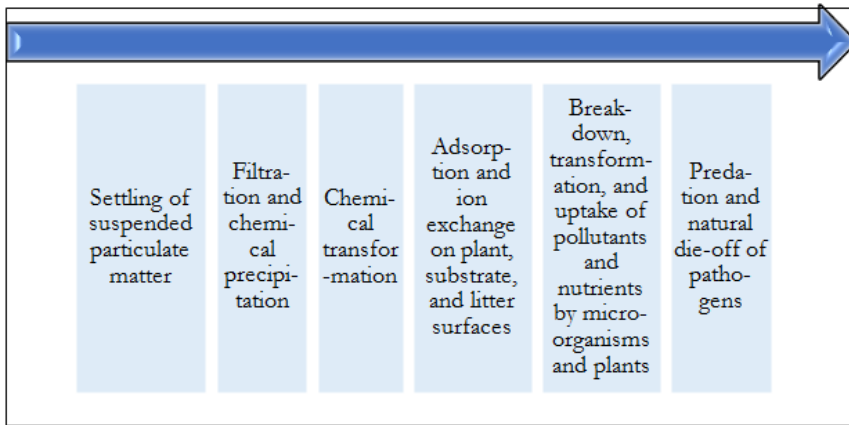 Settling of
suspended
particulate
matter
Filtra-
tion and
chemi-
cal
precipi-
tation
Chemi-
cal
transfor
-mation
Adsorp-
tion and
ion
exchange
on plant,
substrate,
and litter
surfaces
Break-
down,
transform-
ation, and
uptake of
pollutants
and
nutrients
by micro-
organisms
and plants
Preda-
tion and
natural
die-off of
patho-
gens